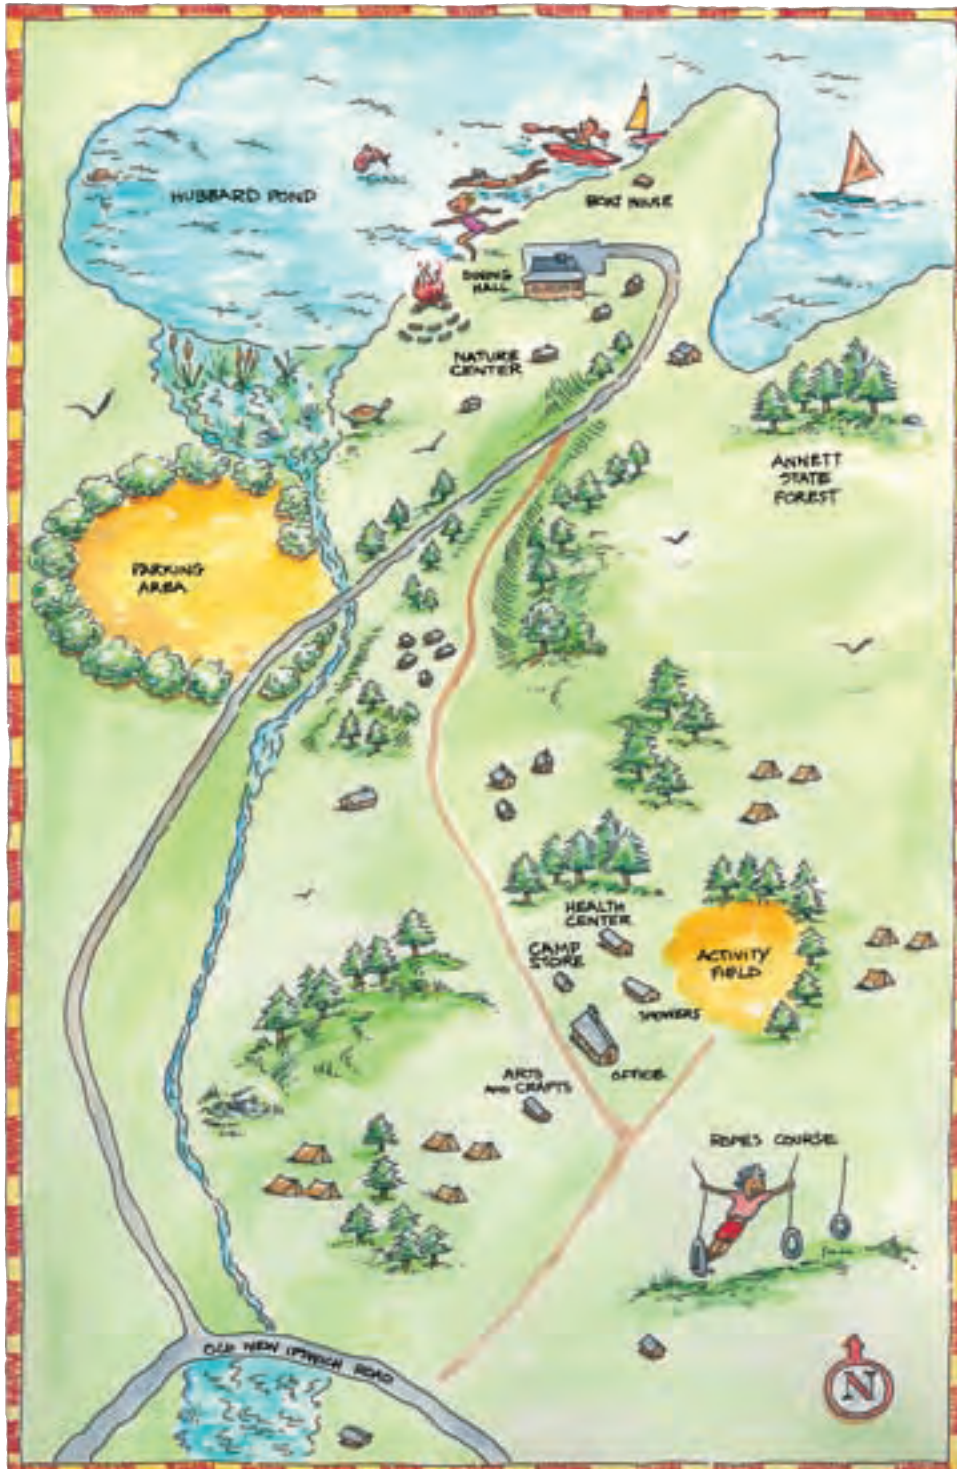 HUBBARD POND
BOAT HOUSE
DINING
HALL
NATURE
CENTER
ANNETT
STATE
FOREST
PARKING
AREA
HEALTH
CENTER
CAMP
STORE
ACTIVITY
FIELD
SHOWERS
OFFICE
ARTS
AND CRAFTS
ROPES COURSE
OLD NEW IPSWICH ROAD
N